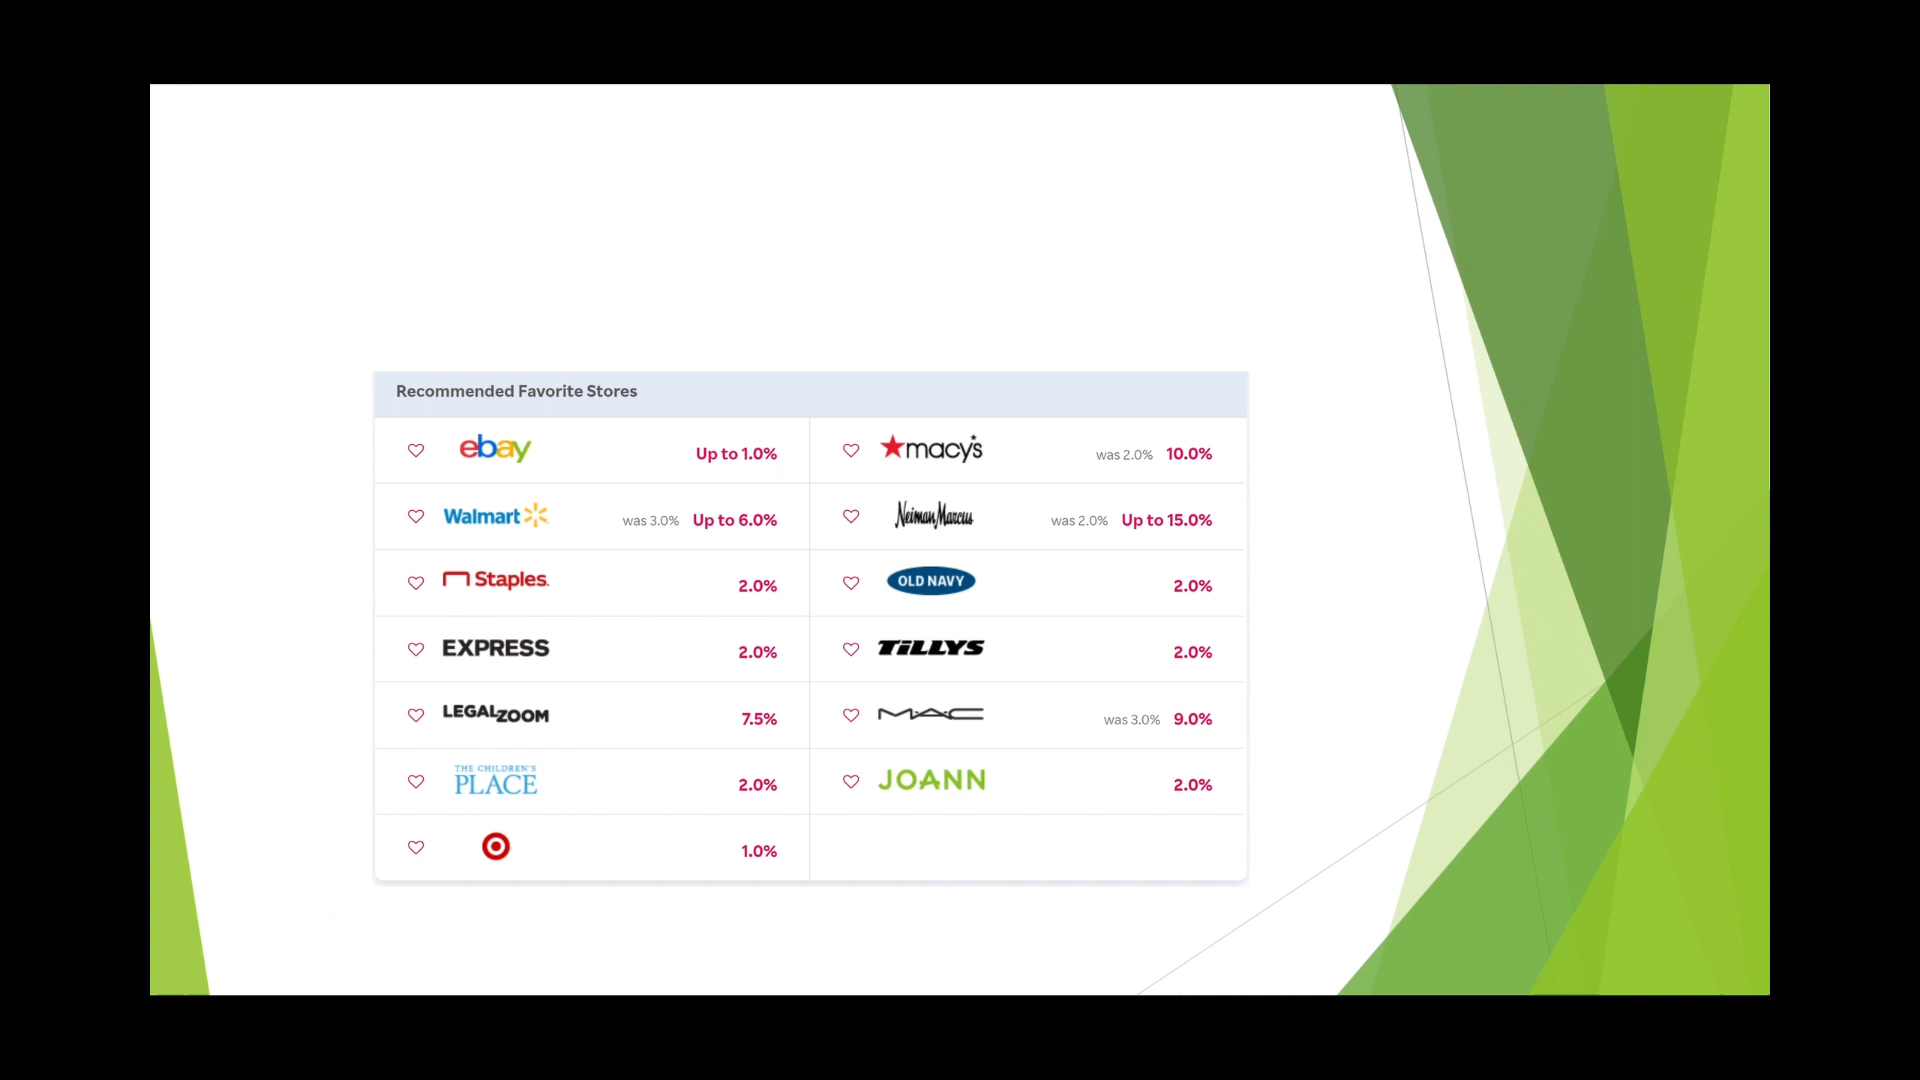 Recommended Favorite Stores
ebay Up to 1.0% macy's was 2.0% 10.0%
Walmart was 3.0% Up to 6.0% Neiman Marcus was 2.0% Up to 15.0%
Staples. 2.0% OLD NAVY 2.0%
EXPRESS 2.0% TiLLYS 2.0%
LEGALZOOM 7.5% MAC was 3.0% 9.0%
THE CHILDREN'S
PLACE 2.0% JOANN 2.0%
1.0%